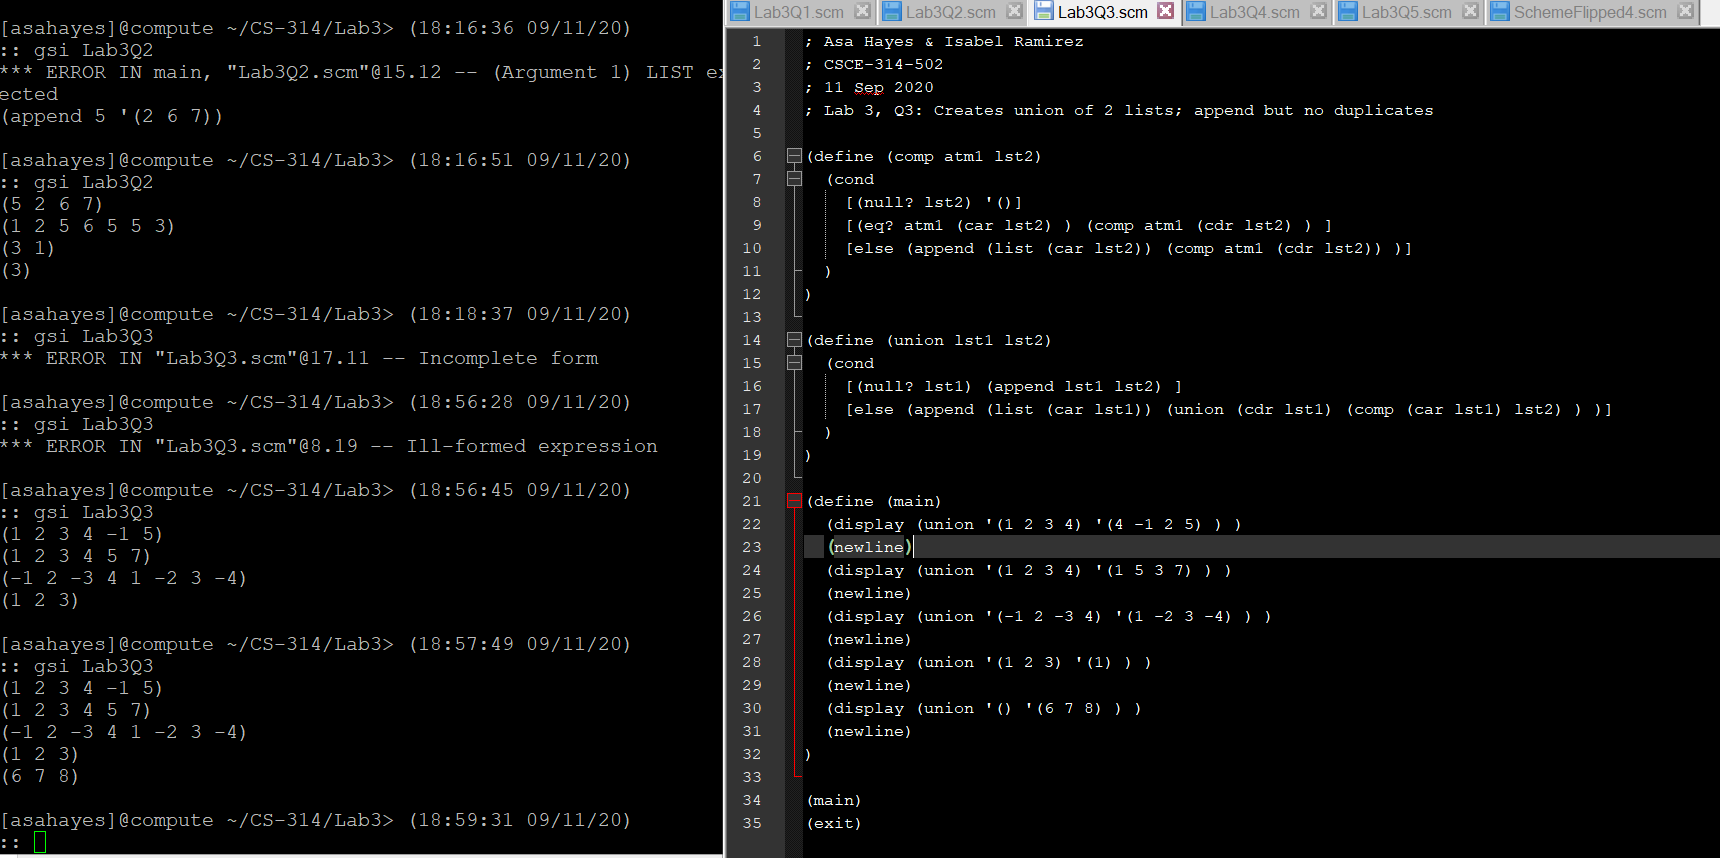 [asahayes]@compute ~/CS-314/Lab3> (18:16:36 09/11/20)
:: gsi Lab3Q2
*** ERROR IN main, "Lab3Q2.scm"@15.12 -- (Argument 1) LIST ex
ected
(append 5 '(2 6 7))
[asahayes]@compute ~/CS-314/Lab3> (18:16:51 09/11/20)
:: gsi Lab3Q2
(5 2 6 7)
(1 2 5 6 5 5 3)
(3 1)
(3)
[asahayes]@compute ~/CS-314/Lab3> (18:18:37 09/11/20)
:: gsi Lab3Q3
*** ERROR IN "Lab3Q3.scm"@17.11 -- Incomplete form
[asahayes]@compute ~/CS-314/Lab3> (18:56:28 09/11/20)
:: gsi Lab3Q3
*** ERROR IN "Lab3Q3.scm"@8.19 -- Ill-formed expression
[asahayes]@compute ~/CS-314/Lab3> (18:56:45 09/11/20)
:: gsi Lab3Q3
(1 2 3 4 -1 5)
(1 2 3 4 5 7)
(-1 2 -3 4 1 -2 3 -4)
(1 2 3)
[asahayes]@compute ~/CS-314/Lab3> (18:57:49 09/11/20)
:: gsi Lab3Q3
(1 2 3 4 -1 5)
(1 2 3 4 5 7)
(-1 2 -3 4 1 -2 3 -4)
(1 2 3)
(6 7 8)
[asahayes]@compute ~/CS-314/Lab3> (18:59:31 09/11/20)
::
Lab3Q1.scm Lab3Q2.scm Lab3Q3.scm Lab3Q4.scm Lab3Q5.scm SchemeFlipped4.scm
1 ; Asa Hayes & Isabel Ramirez
2 ; CSCE-314-502
3 ; 11 Sep 2020
4 ; Lab 3, Q3: Creates union of 2 lists; append but no duplicates
5
6 (define (comp atm1 lst2)
7 (cond
8 [(null? lst2) '()]
9 [(eq? atm1 (car lst2) ) (comp atm1 (cdr lst2) ) ]
10 [else (append (list (car lst2)) (comp atm1 (cdr lst2)) )]
11 )
12 )
13
14 (define (union lst1 lst2)
15 (cond
16 [(null? lst1) (append lst1 lst2) ]
17 [else (append (list (car lst1)) (union (cdr lst1) (comp (car lst1) lst2) ) )]
18 )
19 )
20
21 (define (main)
22 (display (union '(1 2 3 4) '(4 -1 2 5) ) )
23 (newline)
24 (display (union '(1 2 3 4) '(1 5 3 7) ) )
25 (newline)
26 (display (union '(-1 2 -3 4) '(1 -2 3 -4) ) )
27 (newline)
28 (display (union '(1 2 3) '(1) ) )
29 (newline)
30 (display (union '() '(6 7 8) ) )
31 (newline)
32 )
33
34 (main)
35 (exit)